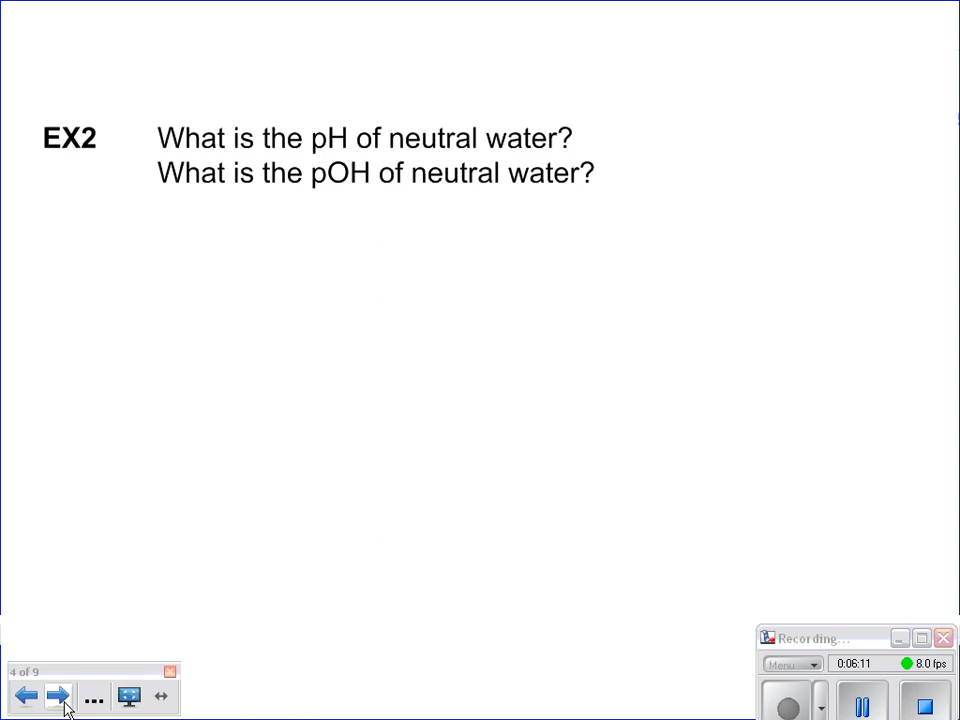 EX2 What is the pH of neutral water?
What is the pOH of neutral water?
Recording...
Menu 0:06:11 8.0 fps
4 of 9
...